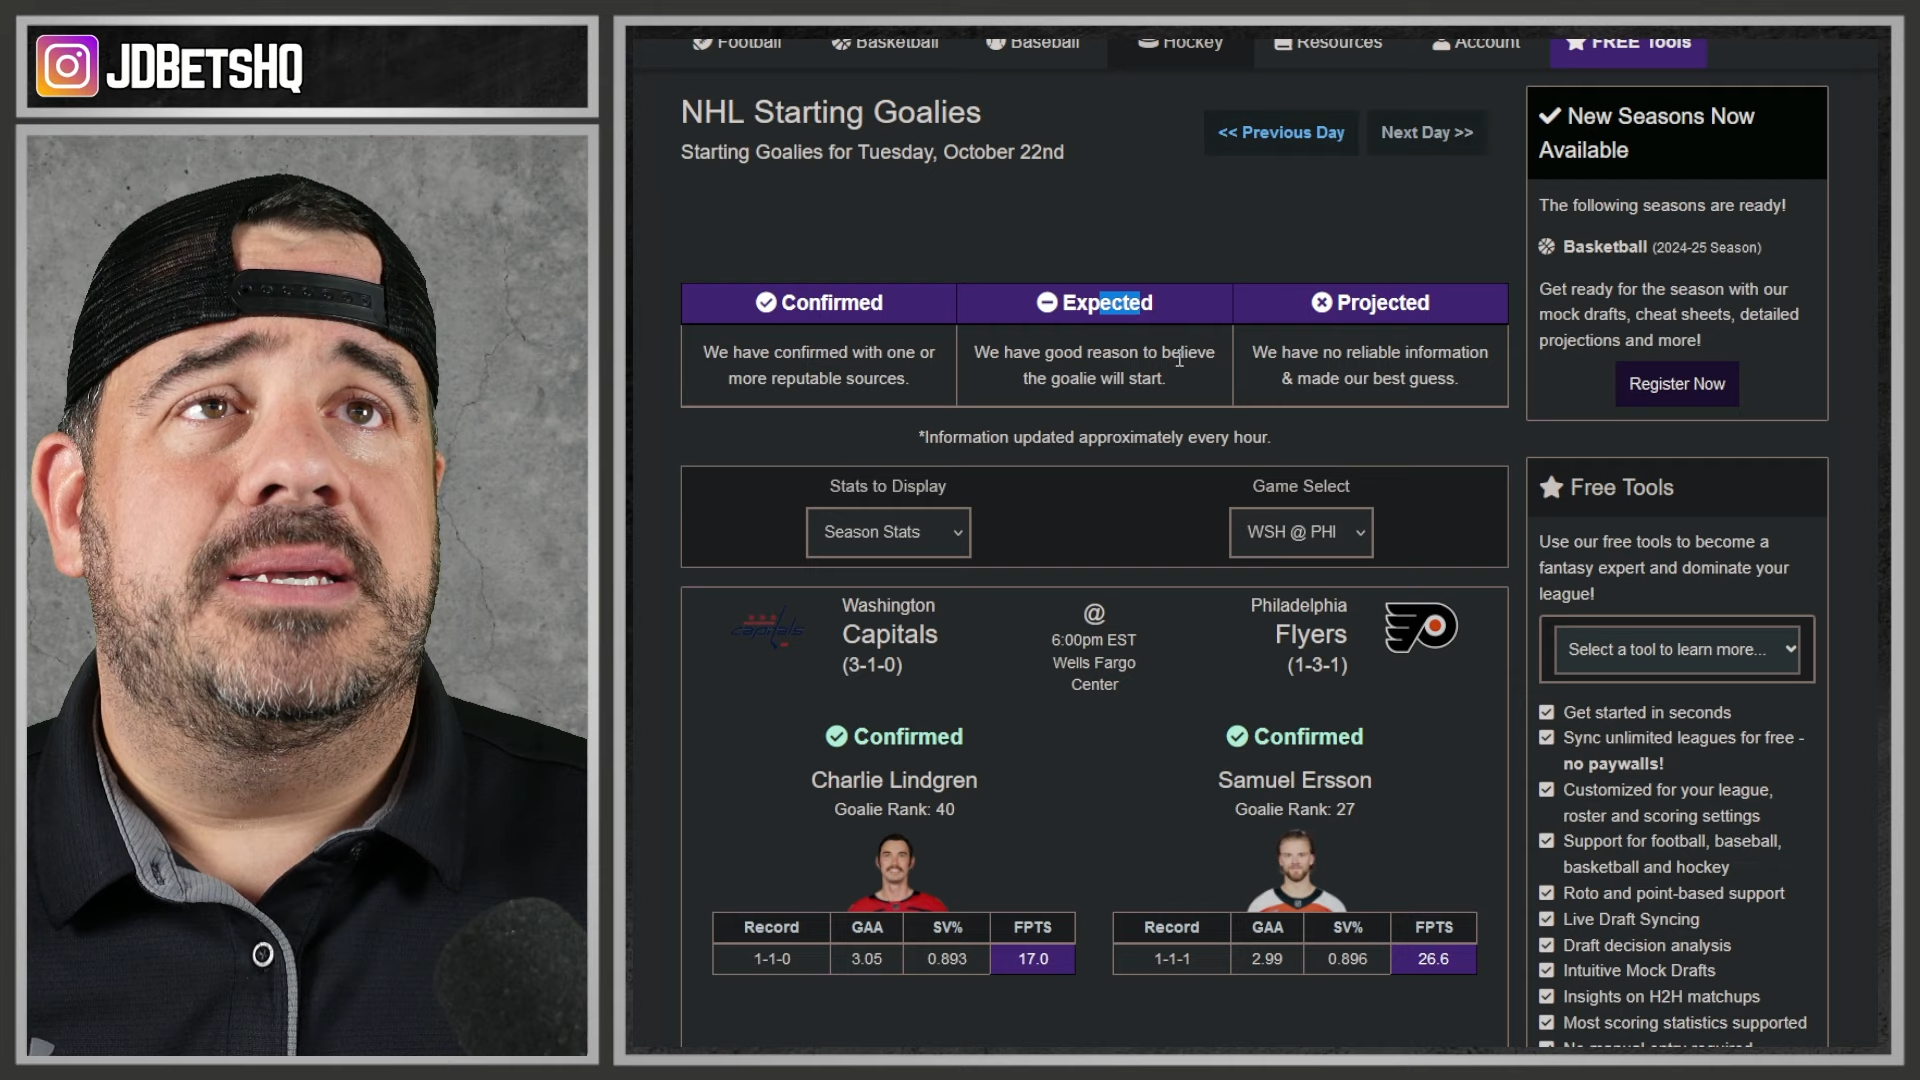 JDBETSHQ
Football
Basketball
Baseball
Hockey
Resources
Account
FREE Tools
NHL Starting Goalies
Starting Goalies for Tuesday, October 22nd
<< Previous Day
Next Day >>
Confirmed
Expected
Projected
We have confirmed with one or
more reputable sources.
We have good reason to believe
the goalie will start.
We have no reliable information
& made our best guess.
*Information updated approximately every hour.
Stats to Display
Game Select
Season Stats
WSH @ PHI
capitals
Washington
Capitals
(3-1-0)
@
6:00pm EST
Wells Fargo
Center
Philadelphia
Flyers
(1-3-1)
Confirmed
Charlie Lindgren
Goalie Rank: 40
Record GAA SV% FPTS
1-1-0 3.05 0.893 17.0
Confirmed
Samuel Ersson
Goalie Rank: 27
Record GAA SV% FPTS
1-1-1 2.99 0.896 26.6
New Seasons Now
Available
The following seasons are ready!
Basketball (2024-25 Season)
Get ready for the season with our
mock drafts, cheat sheets, detailed
projections and more!
Register Now
Free Tools
Use our free tools to become a
fantasy expert and dominate your
league!
Select a tool to learn more...
Get started in seconds
Sync unlimited leagues for free -
no paywalls!
Customized for your league,
roster and scoring settings
Support for football, baseball,
basketball and hockey
Roto and point-based support
Live Draft Syncing
Draft decision analysis
Intuitive Mock Drafts
Insights on H2H matchups
Most scoring statistics supported
No manual entry required